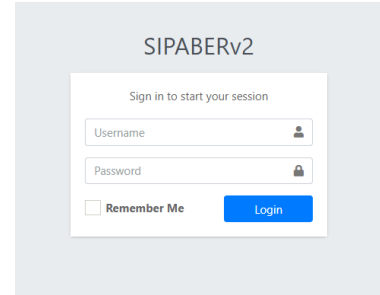 SIPABERv2
Sign in to start your session
Username
Password
Remember Me
Login